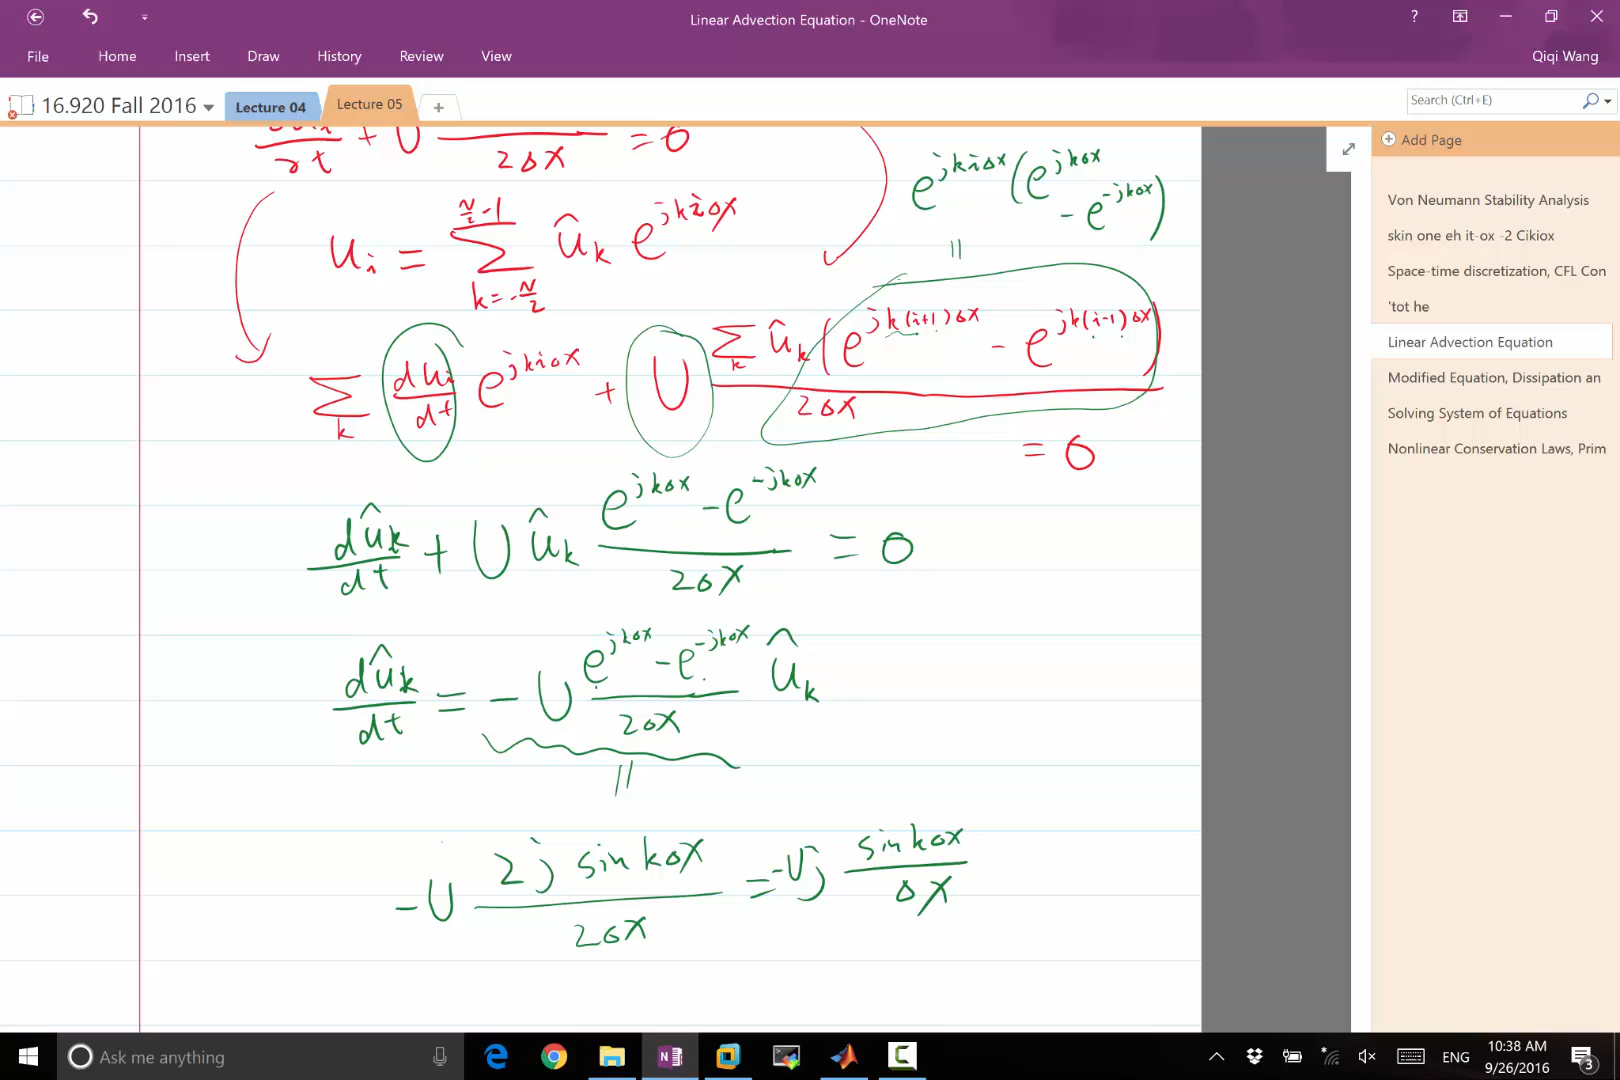 Linear Advection Equation - OneNote
?
File Home Insert Draw History Review View
Qiqi Wang
16.920 Fall 2016 Lecture 04 Lecture 05 +
Search (Ctrl+E)
Add Page
Von Neumann Stability Analysis
skin one eh it-ox -2 Cikiox
Space-time discretization, CFL Con
'tot he
Linear Advection Equation
Modified Equation, Dissipation an
Solving System of Equations
Nonlinear Conservation Laws, Prim
∂t + U 2Δx = 0
e^{jkiΔx} (e^{jkΔx} - e^{-jkΔx})
||
u_i = Σ_{k=-N/2}^{N/2-1} û_k e^{jkiΔx}
Σ_k du_i/dt e^{jkiΔx} + U Σ_k û_k (e^{jk(i+1)Δx} - e^{jk(i-1)Δx}) / 2Δx
= 0
dû_k/dt + U û_k (e^{jkΔx} - e^{-jkΔx}) / 2Δx = 0
dû_k/dt = -U (e^{jkΔx} - e^{-jkΔx}) / 2Δx û_k
||
-U 2j sin kΔx / 2Δx = -Uj sin kΔx / Δx
Ask me anything
ENG
10:38 AM
9/26/2016
3